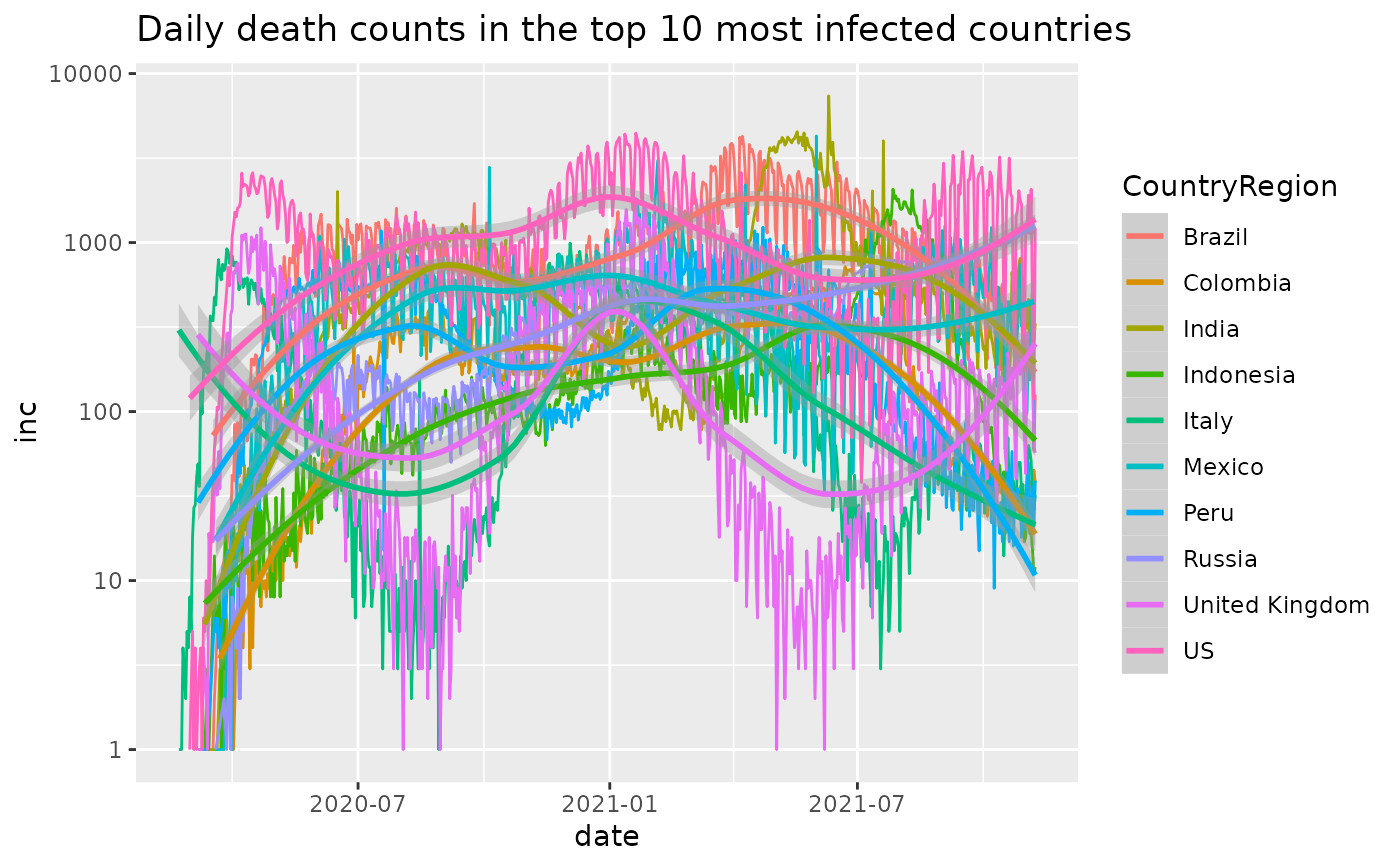 Daily death counts in the top 10 most infected countries
10000
1000
100
10
1
inc
2020-07
2021-01
2021-07
date
CountryRegion
Brazil
Colombia
India
Indonesia
Italy
Mexico
Peru
Russia
United Kingdom
US